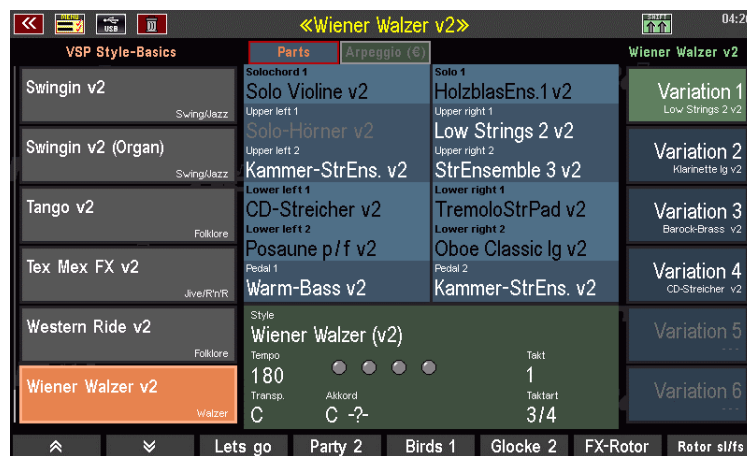 MENU
USB
«Wiener Walzer v2»
SHIFT
04:2
VSP Style-Basics
Parts
Arpeggio (€)
Wiener Walzer v2
Swingin v2
Swing/Jazz
Swingin v2 (Organ)
Swing/Jazz
Tango v2
Folklore
Tex Mex FX v2
Jive/R'n'R
Western Ride v2
Folklore
Wiener Walzer v2
Walzer
Solochord 1
Solo Violine v2
Solo 1
HolzblasEns.1 v2
Upper left 1
Solo-Hörner v2
Upper right 1
Low Strings 2 v2
Upper left 2
Kammer-StrEns. v2
Upper right 2
StrEnsemble 3 v2
Lower left 1
CD-Streicher v2
Lower right 1
TremoloStrPad v2
Lower left 2
Posaune p/f v2
Lower right 2
Oboe Classic lg v2
Pedal 1
Warm-Bass v2
Pedal 2
Kammer-StrEns. v2
Style
Wiener Walzer (v2)
Tempo
180
Takt
1
Transp.
C
Akkord
C -?-
Taktart
3/4
Variation 1
Low Strings 2 v2
Variation 2
Klarinette lg v2
Variation 3
Barock-Brass v2
Variation 4
CD-Streicher v2
Variation 5
---
Variation 6
---
Lets go
Party 2
Birds 1
Glocke 2
FX-Rotor
Rotor sl/fs